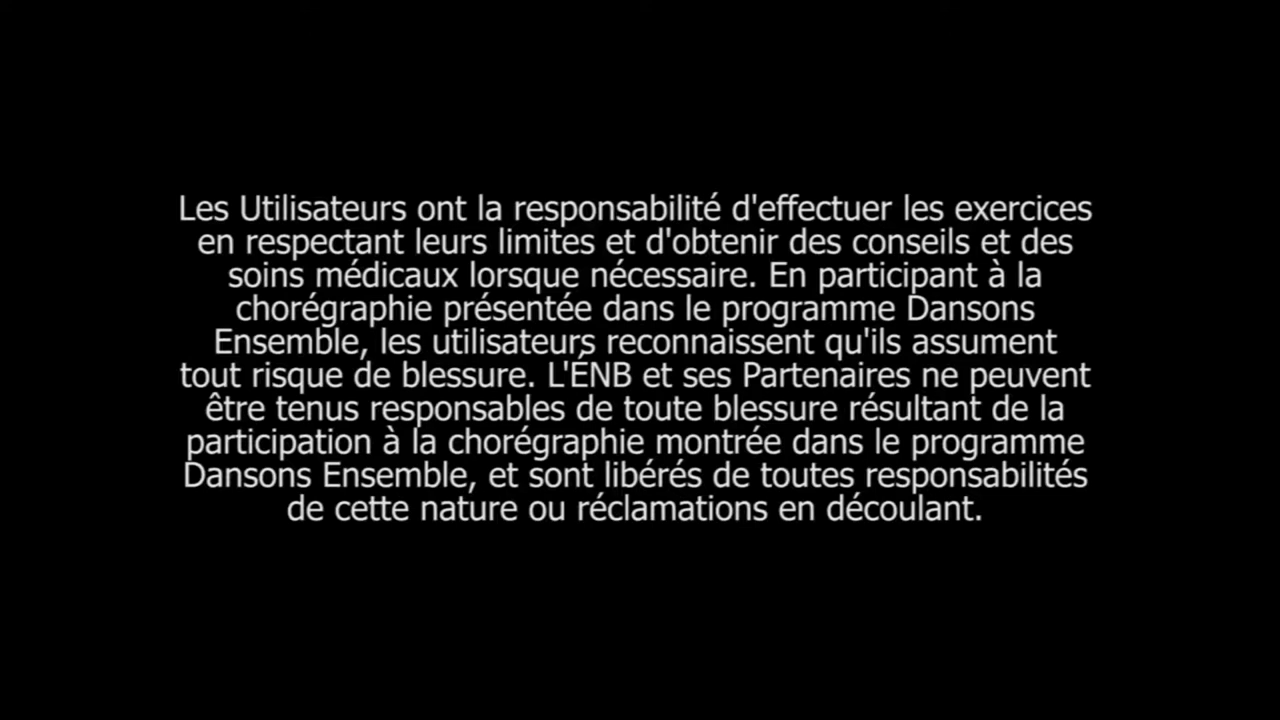 Les Utilisateurs ont la responsabilité d'effectuer les exercices
en respectant leurs limites et d'obtenir des conseils et des
soins médicaux lorsque nécessaire. En participant à la
chorégraphie présentée dans le programme Dansons
Ensemble, les utilisateurs reconnaissent qu'ils assument
tout risque de blessure. L'ÉNB et ses Partenaires ne peuvent
être tenus responsables de toute blessure résultant de la
participation à la chorégraphie montrée dans le programme
Dansons Ensemble, et sont libérés de toutes responsabilités
de cette nature ou réclamations en découlant.